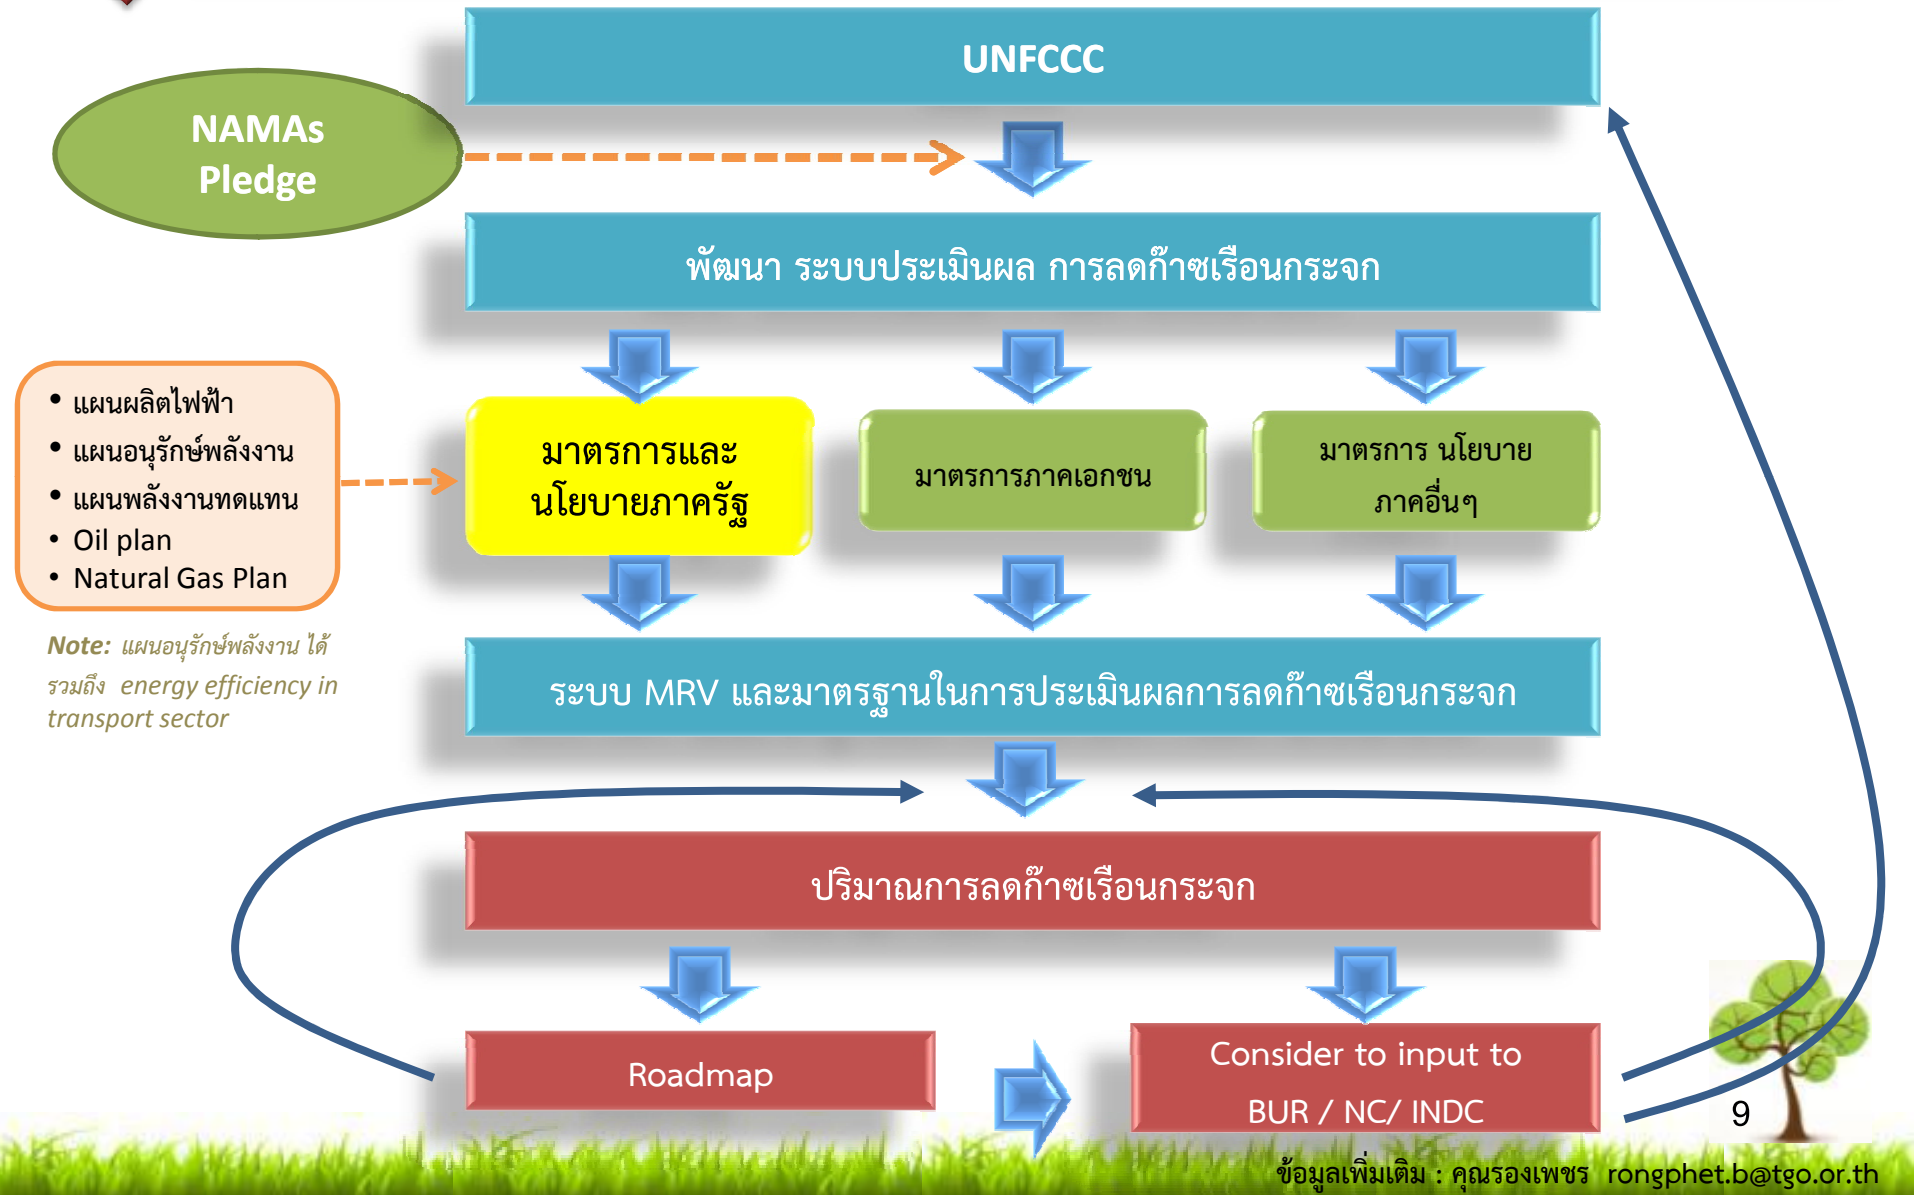 UNFCCC
NAMAs
Pledge
พัฒนา ระบบประเมินผล การลดก๊าซเรือนกระจก
• แผนผลิตไฟฟ้า
• แผนอนุรักษ์พลังงาน
• แผนพลังงานทดแทน
• Oil plan
• Natural Gas Plan
มาตรการและ
นโยบายภาครัฐ
มาตรการภาคเอกชน
มาตรการ นโยบาย
ภาคอื่นๆ
Note: แผนอนุรักษ์พลังงาน ได้
รวมถึง energy efficiency in
transport sector
ระบบ MRV และมาตรฐานในการประเมินผลการลดก๊าซเรือนกระจก
ปริมาณการลดก๊าซเรือนกระจก
Roadmap
Consider to input to
BUR / NC/ INDC
9
ข้อมูลเพิ่มเติม : คุณรองเพชร rongphet.b@tgo.or.th